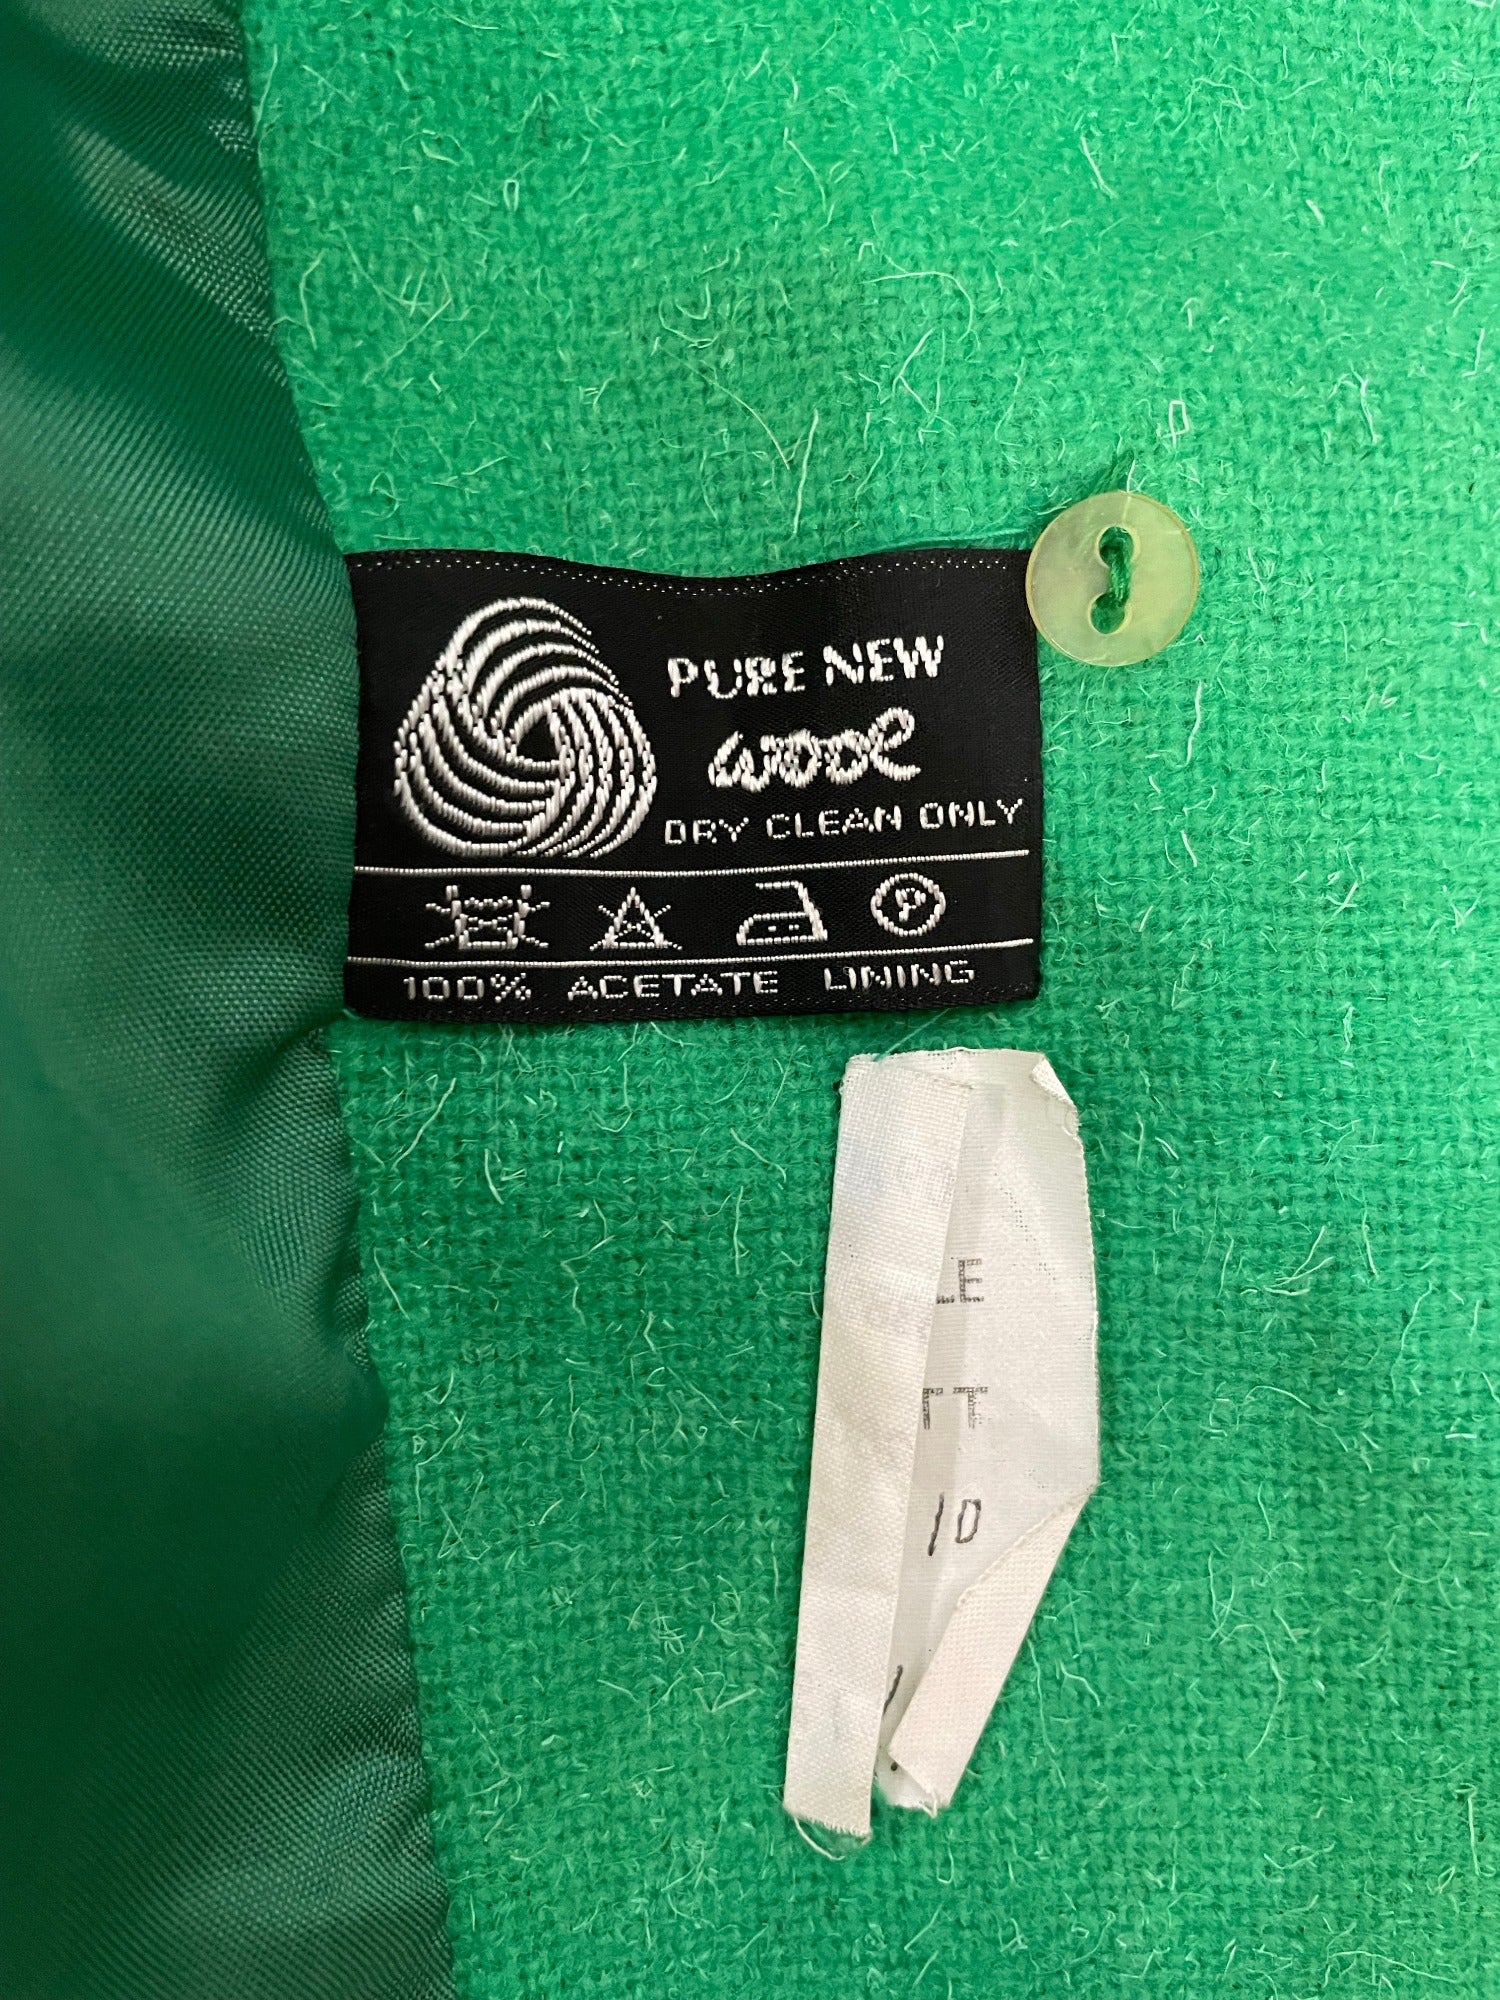 PURE NEW
wool
DRY CLEAN ONLY
P
100% ACETATE LINING
E
T
10